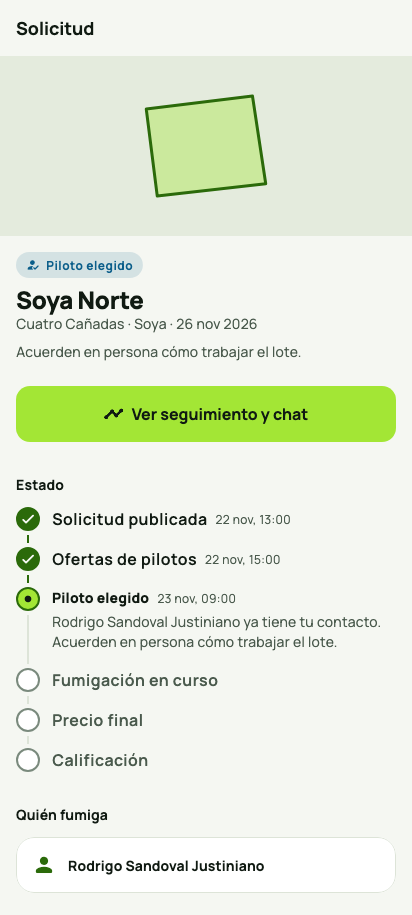 Solicitud
Piloto elegido
Soya Norte
Cuatro Cañadas · Soya · 26 nov 2026
Acuerden en persona cómo trabajar el lote.
Ver seguimiento y chat
Estado
Solicitud publicada 22 nov, 13:00
Ofertas de pilotos 22 nov, 15:00
Piloto elegido 23 nov, 09:00
Rodrigo Sandoval Justiniano ya tiene tu contacto.
Acuerden en persona cómo trabajar el lote.
Fumigación en curso
Precio final
Calificación
Quién fumiga
Rodrigo Sandoval Justiniano